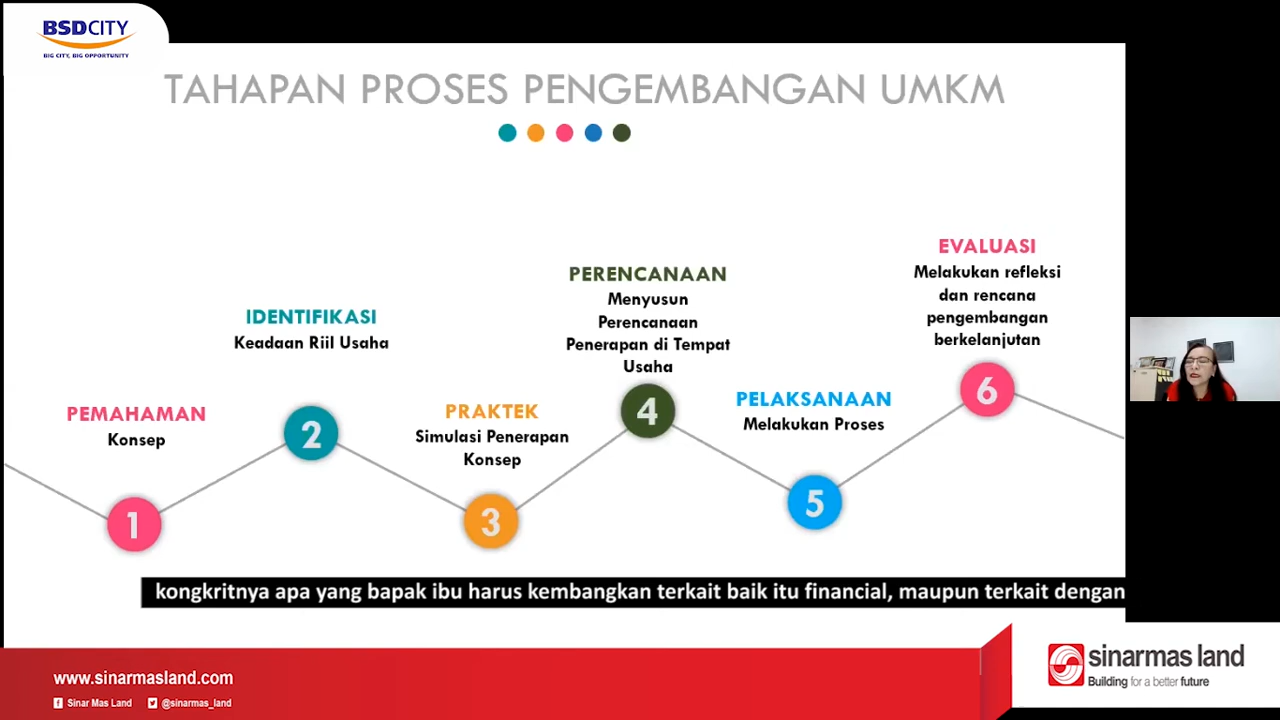 BSDCITY
BIG CITY, BIG OPPORTUNITY
TAHAPAN PROSES PENGEMBANGAN UMKM
PEMAHAMAN
Konsep
1
IDENTIFIKASI
Keadaan Riil Usaha
2
PRAKTEK
Simulasi Penerapan
Konsep
3
PERENCANAAN
Menyusun
Perencanaan
Penerapan di Tempat
Usaha
4
PELAKSANAAN
Melakukan Proses
5
EVALUASI
Melakukan refleksi
dan rencana
pengembangan
berkelanjutan
6
kongkritnya apa yang bapak ibu harus kembangkan terkait baik itu financial, maupun terkait dengan
www.sinarmasland.com
Sinar Mas Land @sinarmas_land
sinarmas land
Building for a better future